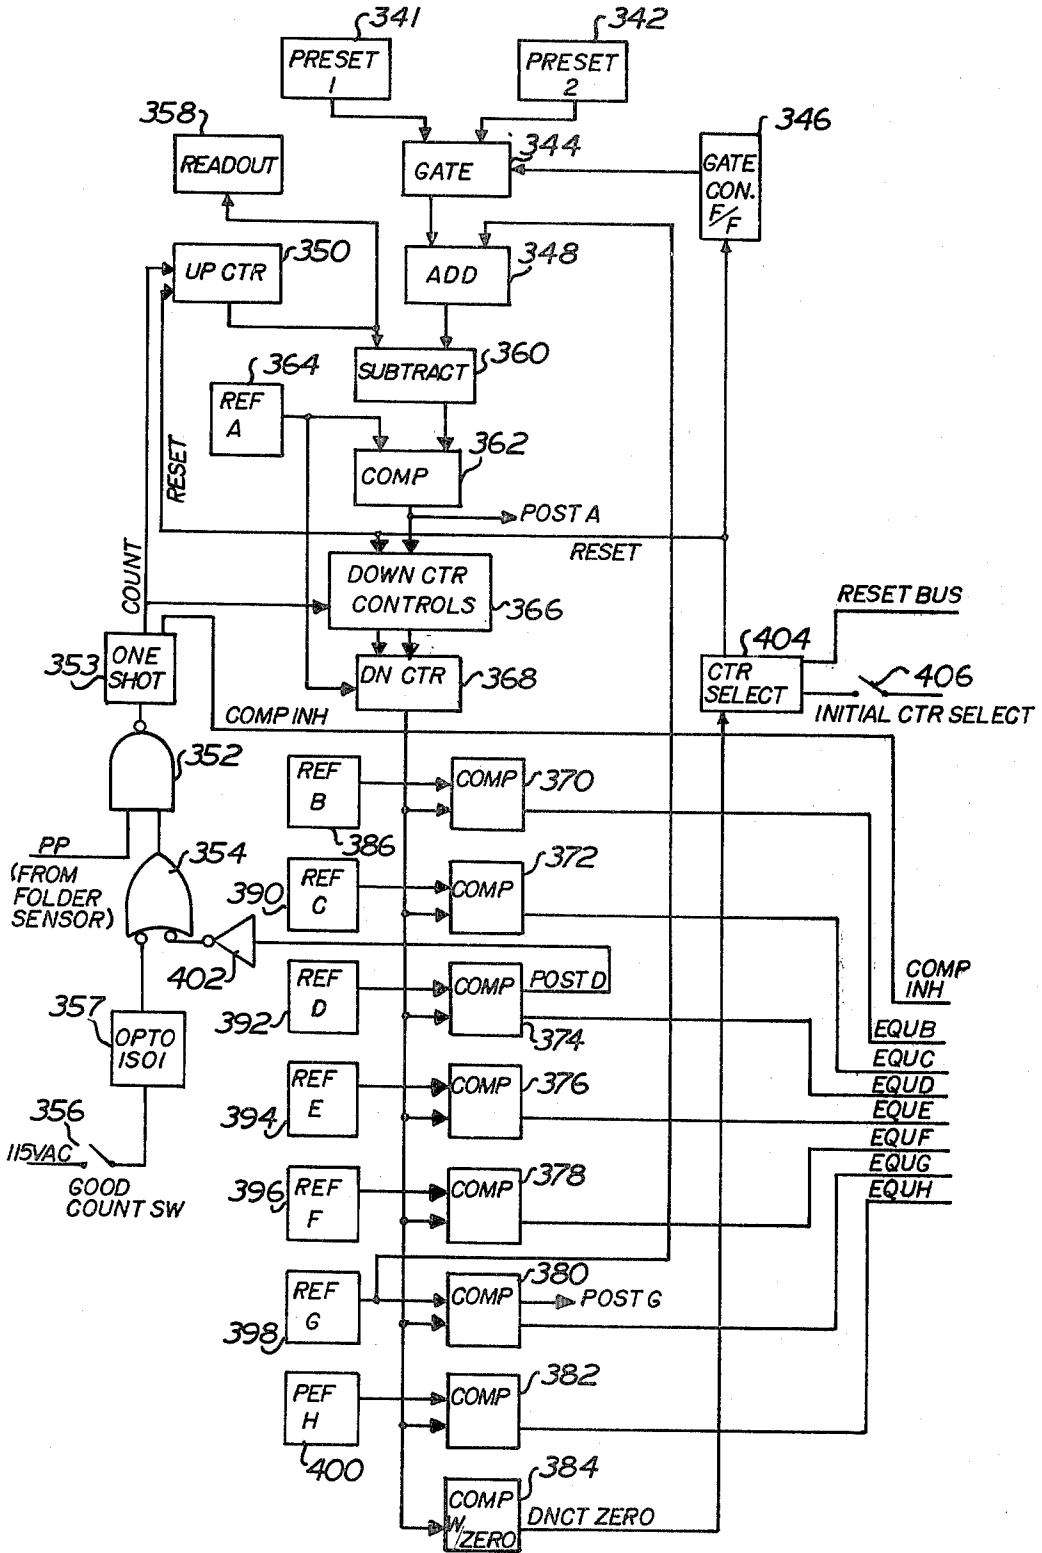 341
342
PRESET
1
PRESET
2
358
346
READOUT
344
GATE
GATE
CON.
F/F
350
UP CTR
348
ADD
360
SUBTRACT
364
REF
A
362
COMP
RESET
POST A
RESET
COUNT
DOWN CTR
CONTROLS
366
RESET BUS
353
ONE
SHOT
DN CTR
368
404
CTR
SELECT
406
INITIAL CTR SELECT
COMP INH
352
REF
B
386
COMP
370
PP
(FROM
FOLDER
SENSOR)
354
390
REF
C
COMP
372
402
392
REF
D
COMP
POST D
374
COMP
INH
357
OPTO
ISOI
EQUB
EQUC
EQUD
EQUE
EQUF
EQUG
EQUH
394
REF
E
COMP
376
356
115VAC
GOOD
COUNT SW
396
REF
F
COMP
378
398
REF
G
COMP
380
POST G
PEF
H
400
COMP
382
COMP
W/ZERO
384
DNCT ZERO